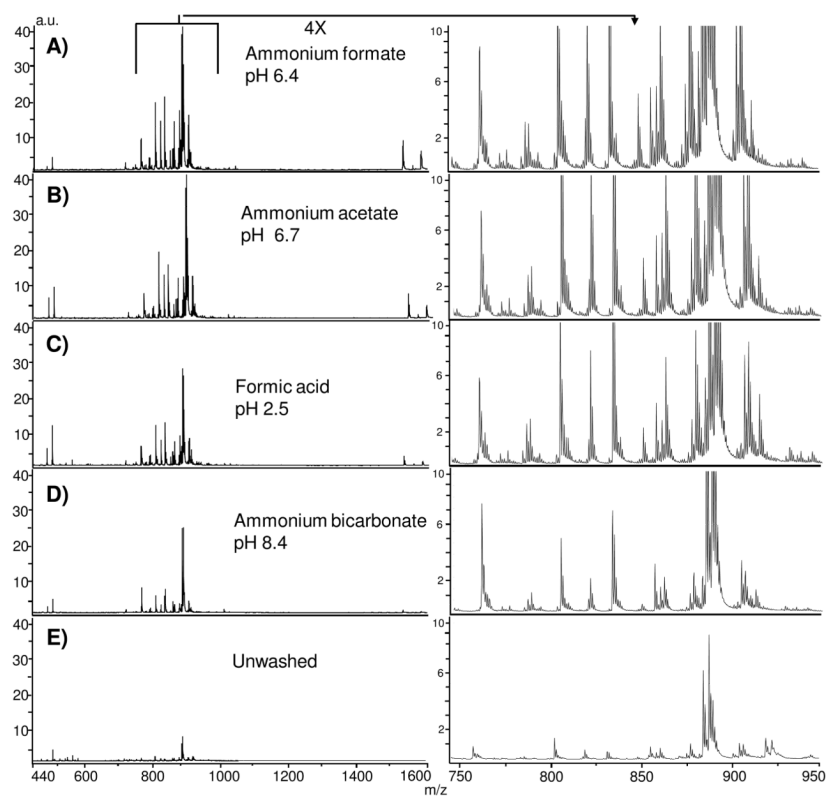 a.u.
4X
A)
Ammonium formate
pH 6.4
40
30
20
10
10
6
2
B)
Ammonium acetate
pH 6.7
40
30
20
10
10
6
2
C)
Formic acid
pH 2.5
40
30
20
10
10
6
2
D)
Ammonium bicarbonate
pH 8.4
40
30
20
10
10
6
2
E)
Unwashed
40
30
20
10
10
6
2
440 600 800 1000 1200 1400 1600
750 800 850 900 950
m/z